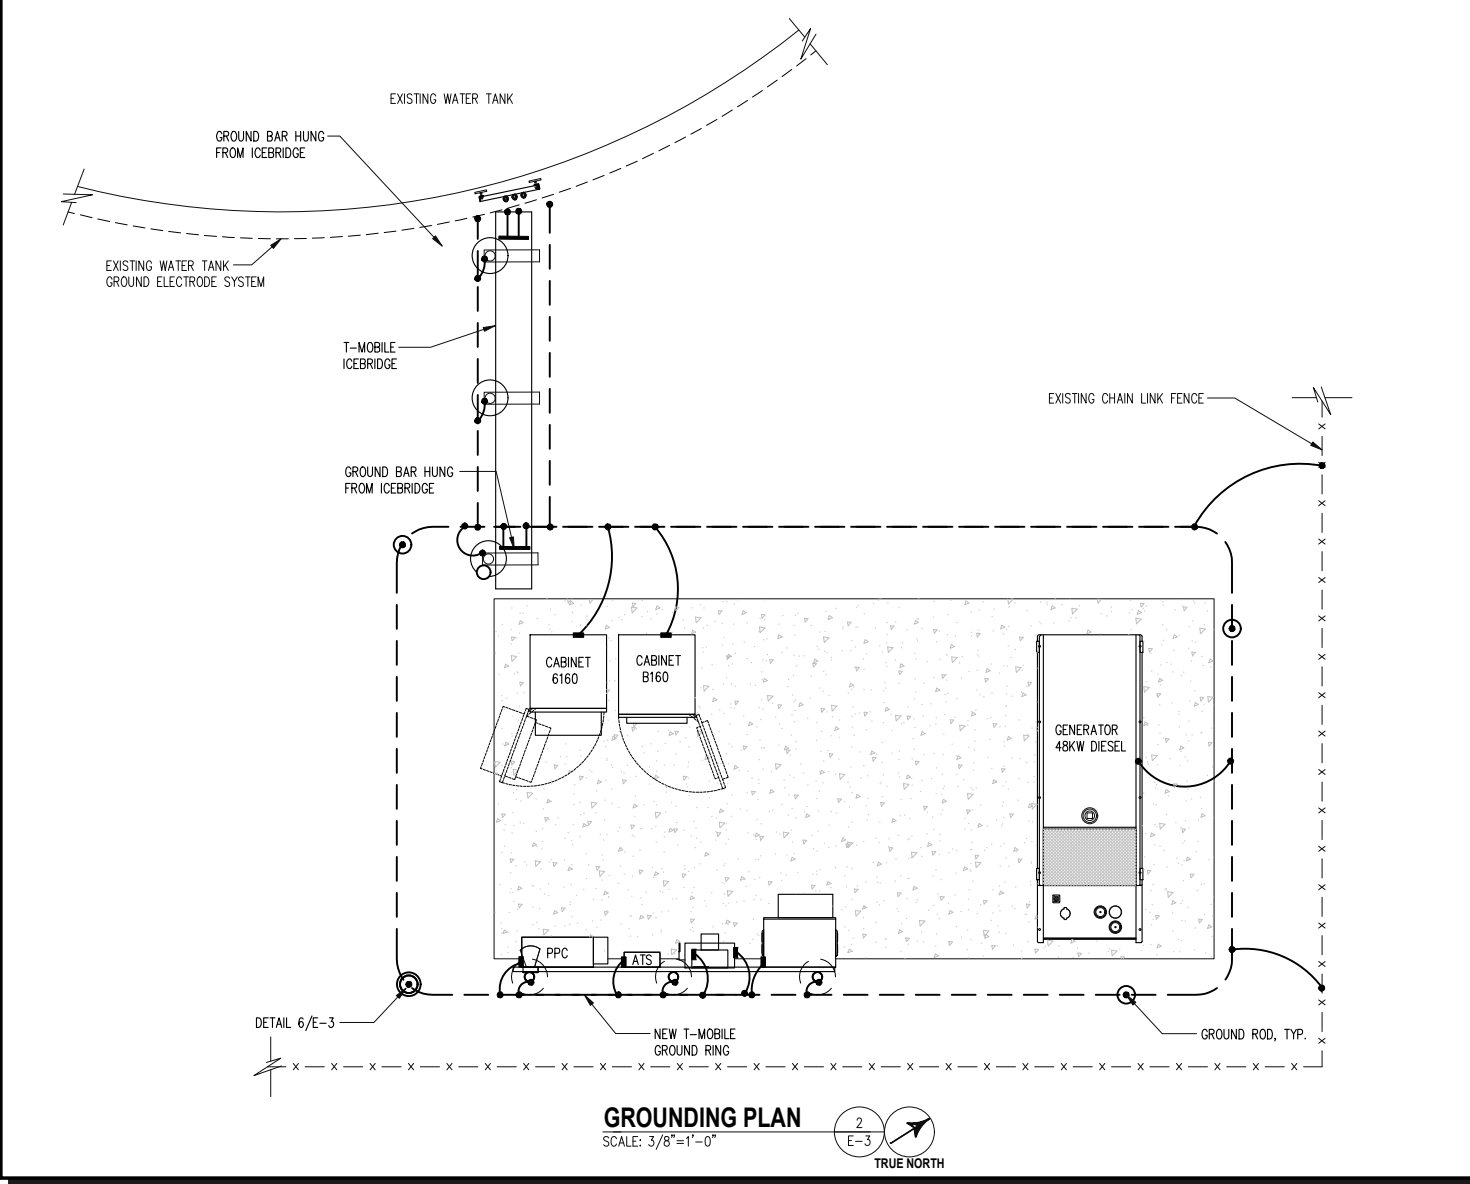 EXISTING WATER TANK
GROUND BAR HUNG
FROM ICEBRIDGE
EXISTING WATER TANK
GROUND ELECTRODE SYSTEM
T-MOBILE
ICEBRIDGE
EXISTING CHAIN LINK FENCE
GROUND BAR HUNG
FROM ICEBRIDGE
CABINET
6160
CABINET
B160
GENERATOR
48KW DIESEL
PPC
ATS
DETAIL 6/E-3
NEW T-MOBILE
GROUND RING
GROUND ROD, TYP.
GROUNDING PLAN
SCALE: 3/8"=1'-0"
2
E-3
TRUE NORTH